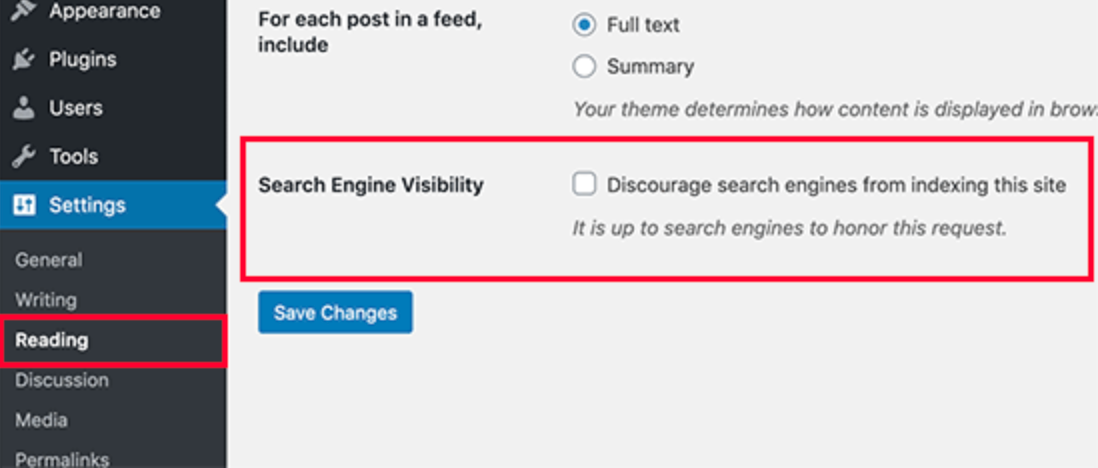 Appearance
Plugins
Users
Tools
Settings
General
Writing
Reading
Discussion
Media
Permalinks
For each post in a feed,
include
Full text
Summary
Your theme determines how content is displayed in brow
Search Engine Visibility
Discourage search engines from indexing this site
It is up to search engines to honor this request.
Save Changes